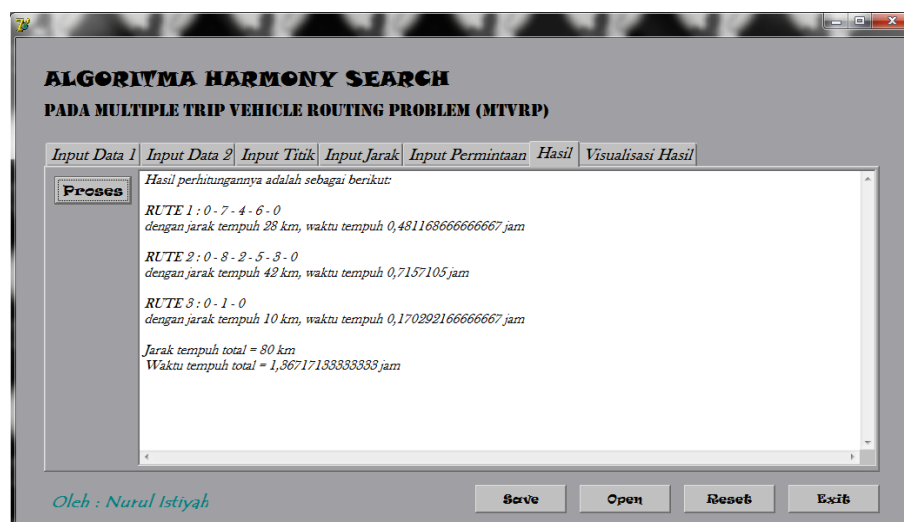 ALGORITMA HARMONY SEARCH
PADA MULTIPLE TRIP VEHICLE ROUTING PROBLEM (MTVRP)
Input Data 1 Input Data 2 Input Titik Input Jarak Input Permintaan Hasil Visualisasi Hasil
Proses
Hasil perhitungannya adalah sebagai berikut:
RUTE 1 : 0 - 7 - 4 - 6 - 0
dengan jarak tempuh 28 km, waktu tempuh 0,481168666666667 jam
RUTE 2 : 0 - 8 - 2 - 5 - 3 - 0
dengan jarak tempuh 42 km, waktu tempuh 0,7157105 jam
RUTE 3 : 0 - 1 - 0
dengan jarak tempuh 10 km, waktu tempuh 0,170292166666667 jam
Jarak tempuh total = 80 km
Waktu tempuh total = 1,36717133333333 jam
Oleh : Nurul Istiyah
Save Open Reset Exit